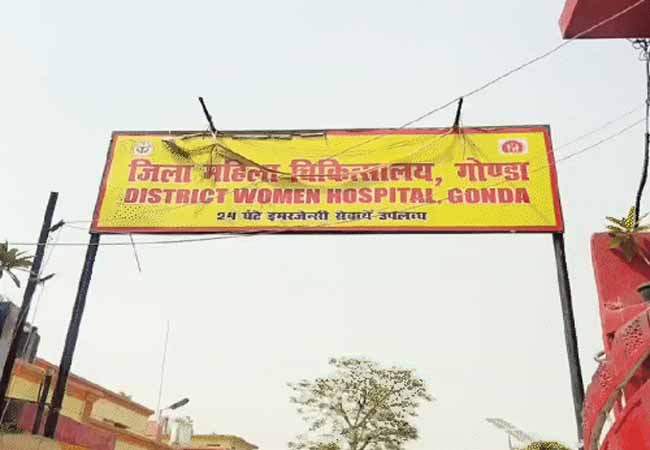 जिला महिला चिकित्सालय, गोण्डा
DISTRICT WOMEN HOSPITAL, GONDA
24 घंटे इमरजेन्सी सेवायें उपलब्ध